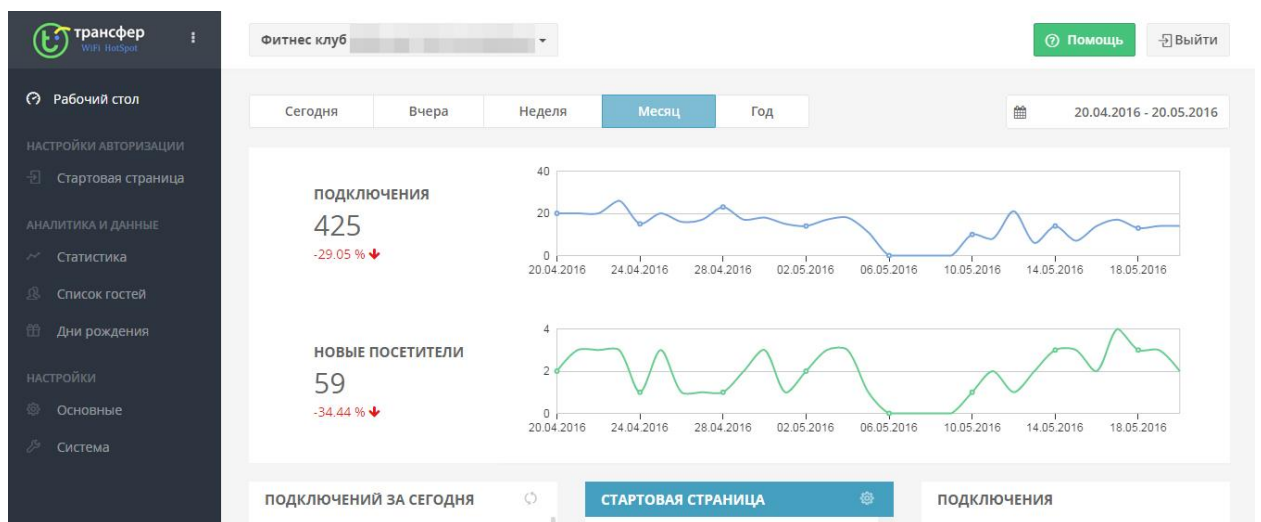 трансфер
WiFi HotSpot
Фитнес клуб
Помощь
Выйти
Рабочий стол
НАСТРОЙКИ АВТОРИЗАЦИИ
Стартовая страница
АНАЛИТИКА И ДАННЫЕ
Статистика
Список гостей
Дни рождения
НАСТРОЙКИ
Основные
Система
Сегодня Вчера Неделя Месяц Год
20.04.2016 - 20.05.2016
ПОДКЛЮЧЕНИЯ
425
-29.05 %
40
20
0
20.04.2016 24.04.2016 28.04.2016 02.05.2016 06.05.2016 10.05.2016 14.05.2016 18.05.2016
НОВЫЕ ПОСЕТИТЕЛИ
59
-34.44 %
4
2
0
20.04.2016 24.04.2016 28.04.2016 02.05.2016 06.05.2016 10.05.2016 14.05.2016 18.05.2016
ПОДКЛЮЧЕНИЙ ЗА СЕГОДНЯ
СТАРТОВАЯ СТРАНИЦА
ПОДКЛЮЧЕНИЯ